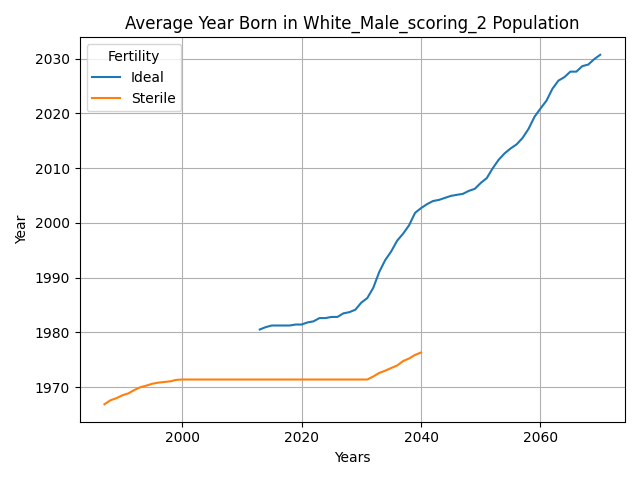 Average Year Born in White_Male_scoring_2 Population
Fertility
Ideal
Sterile
Year
2030
2020
2010
2000
1990
1980
1970
2000 2020 2040 2060
Years